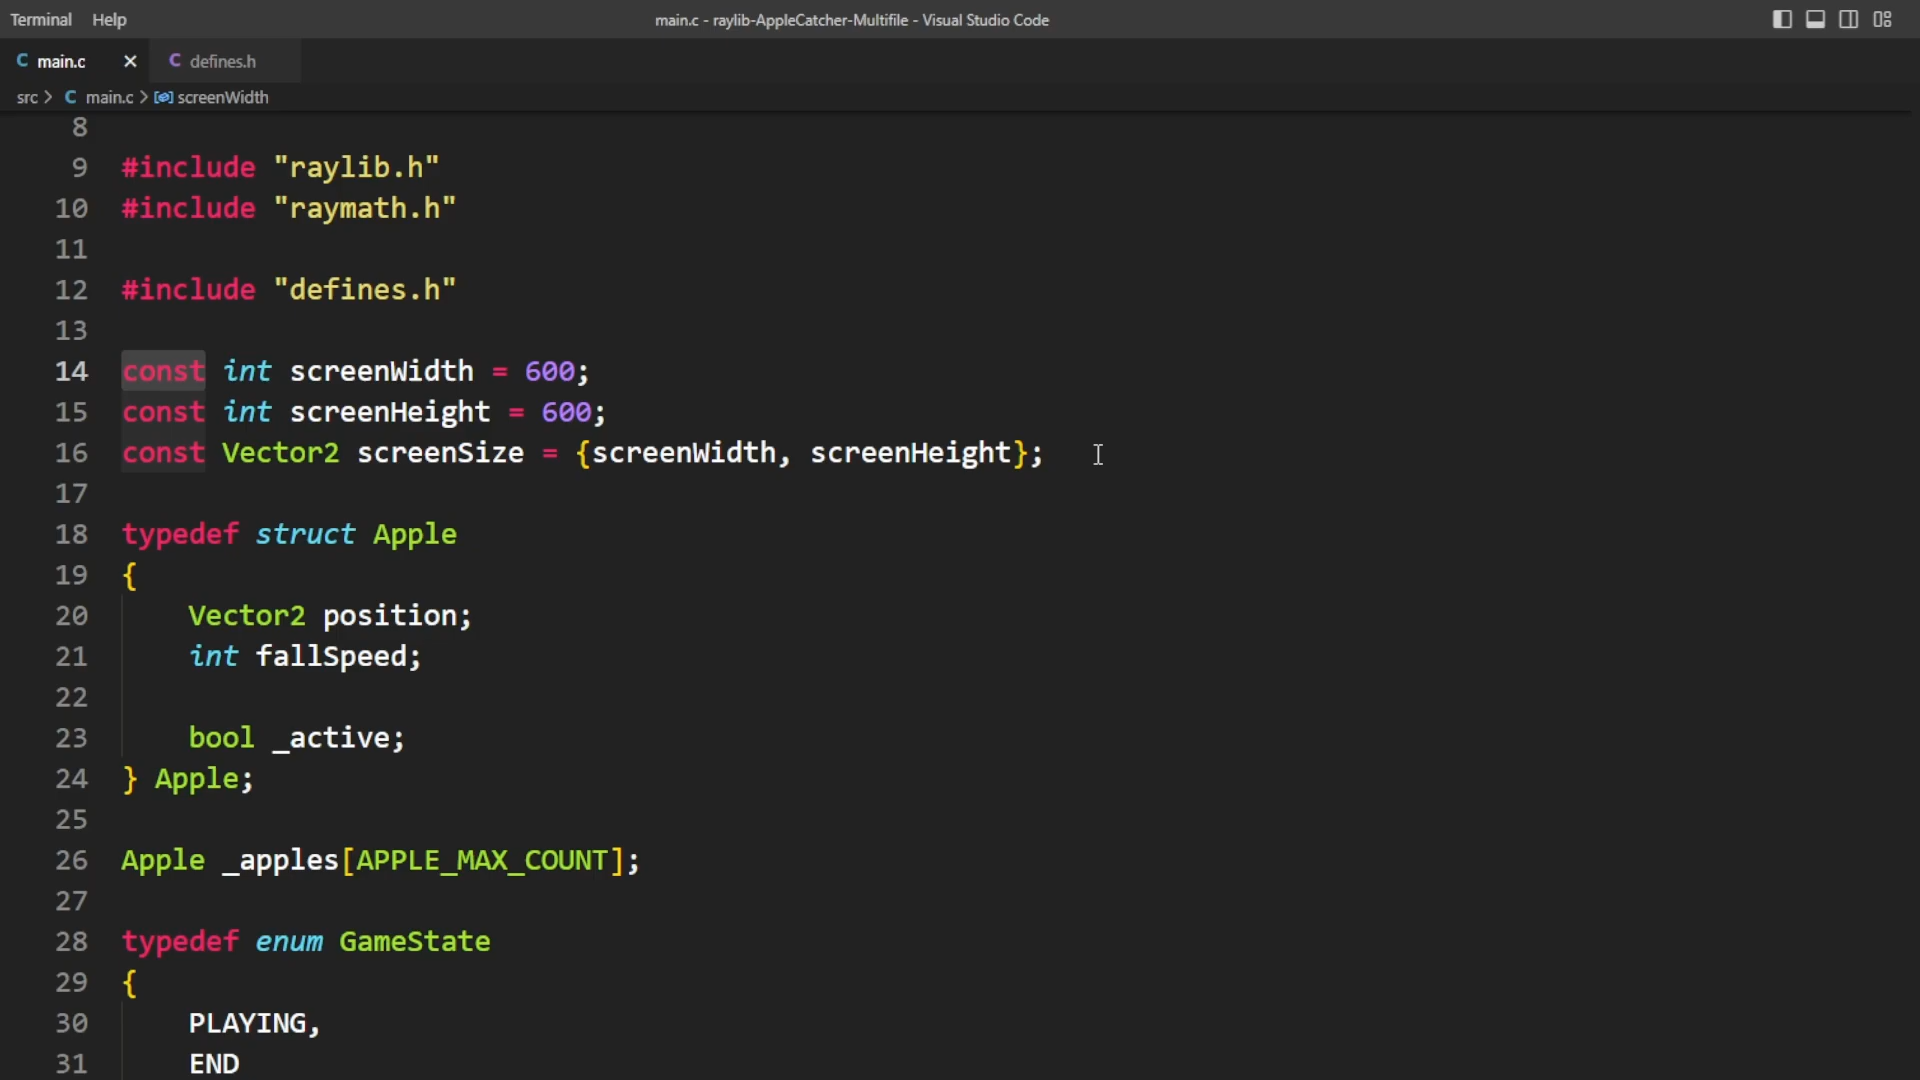 Terminal Help main.c - raylib-AppleCatcher-Multifile - Visual Studio Code
C main.c × C defines.h
src > C main.c > screenWidth
8
9 #include "raylib.h"
10 #include "raymath.h"
11
12 #include "defines.h"
13
14 const int screenWidth = 600;
15 const int screenHeight = 600;
16 const Vector2 screenSize = {screenWidth, screenHeight};
17
18 typedef struct Apple
19 {
20 Vector2 position;
21 int fallSpeed;
22
23 bool _active;
24 } Apple;
25
26 Apple _apples[APPLE_MAX_COUNT];
27
28 typedef enum GameState
29 {
30 PLAYING,
31 END